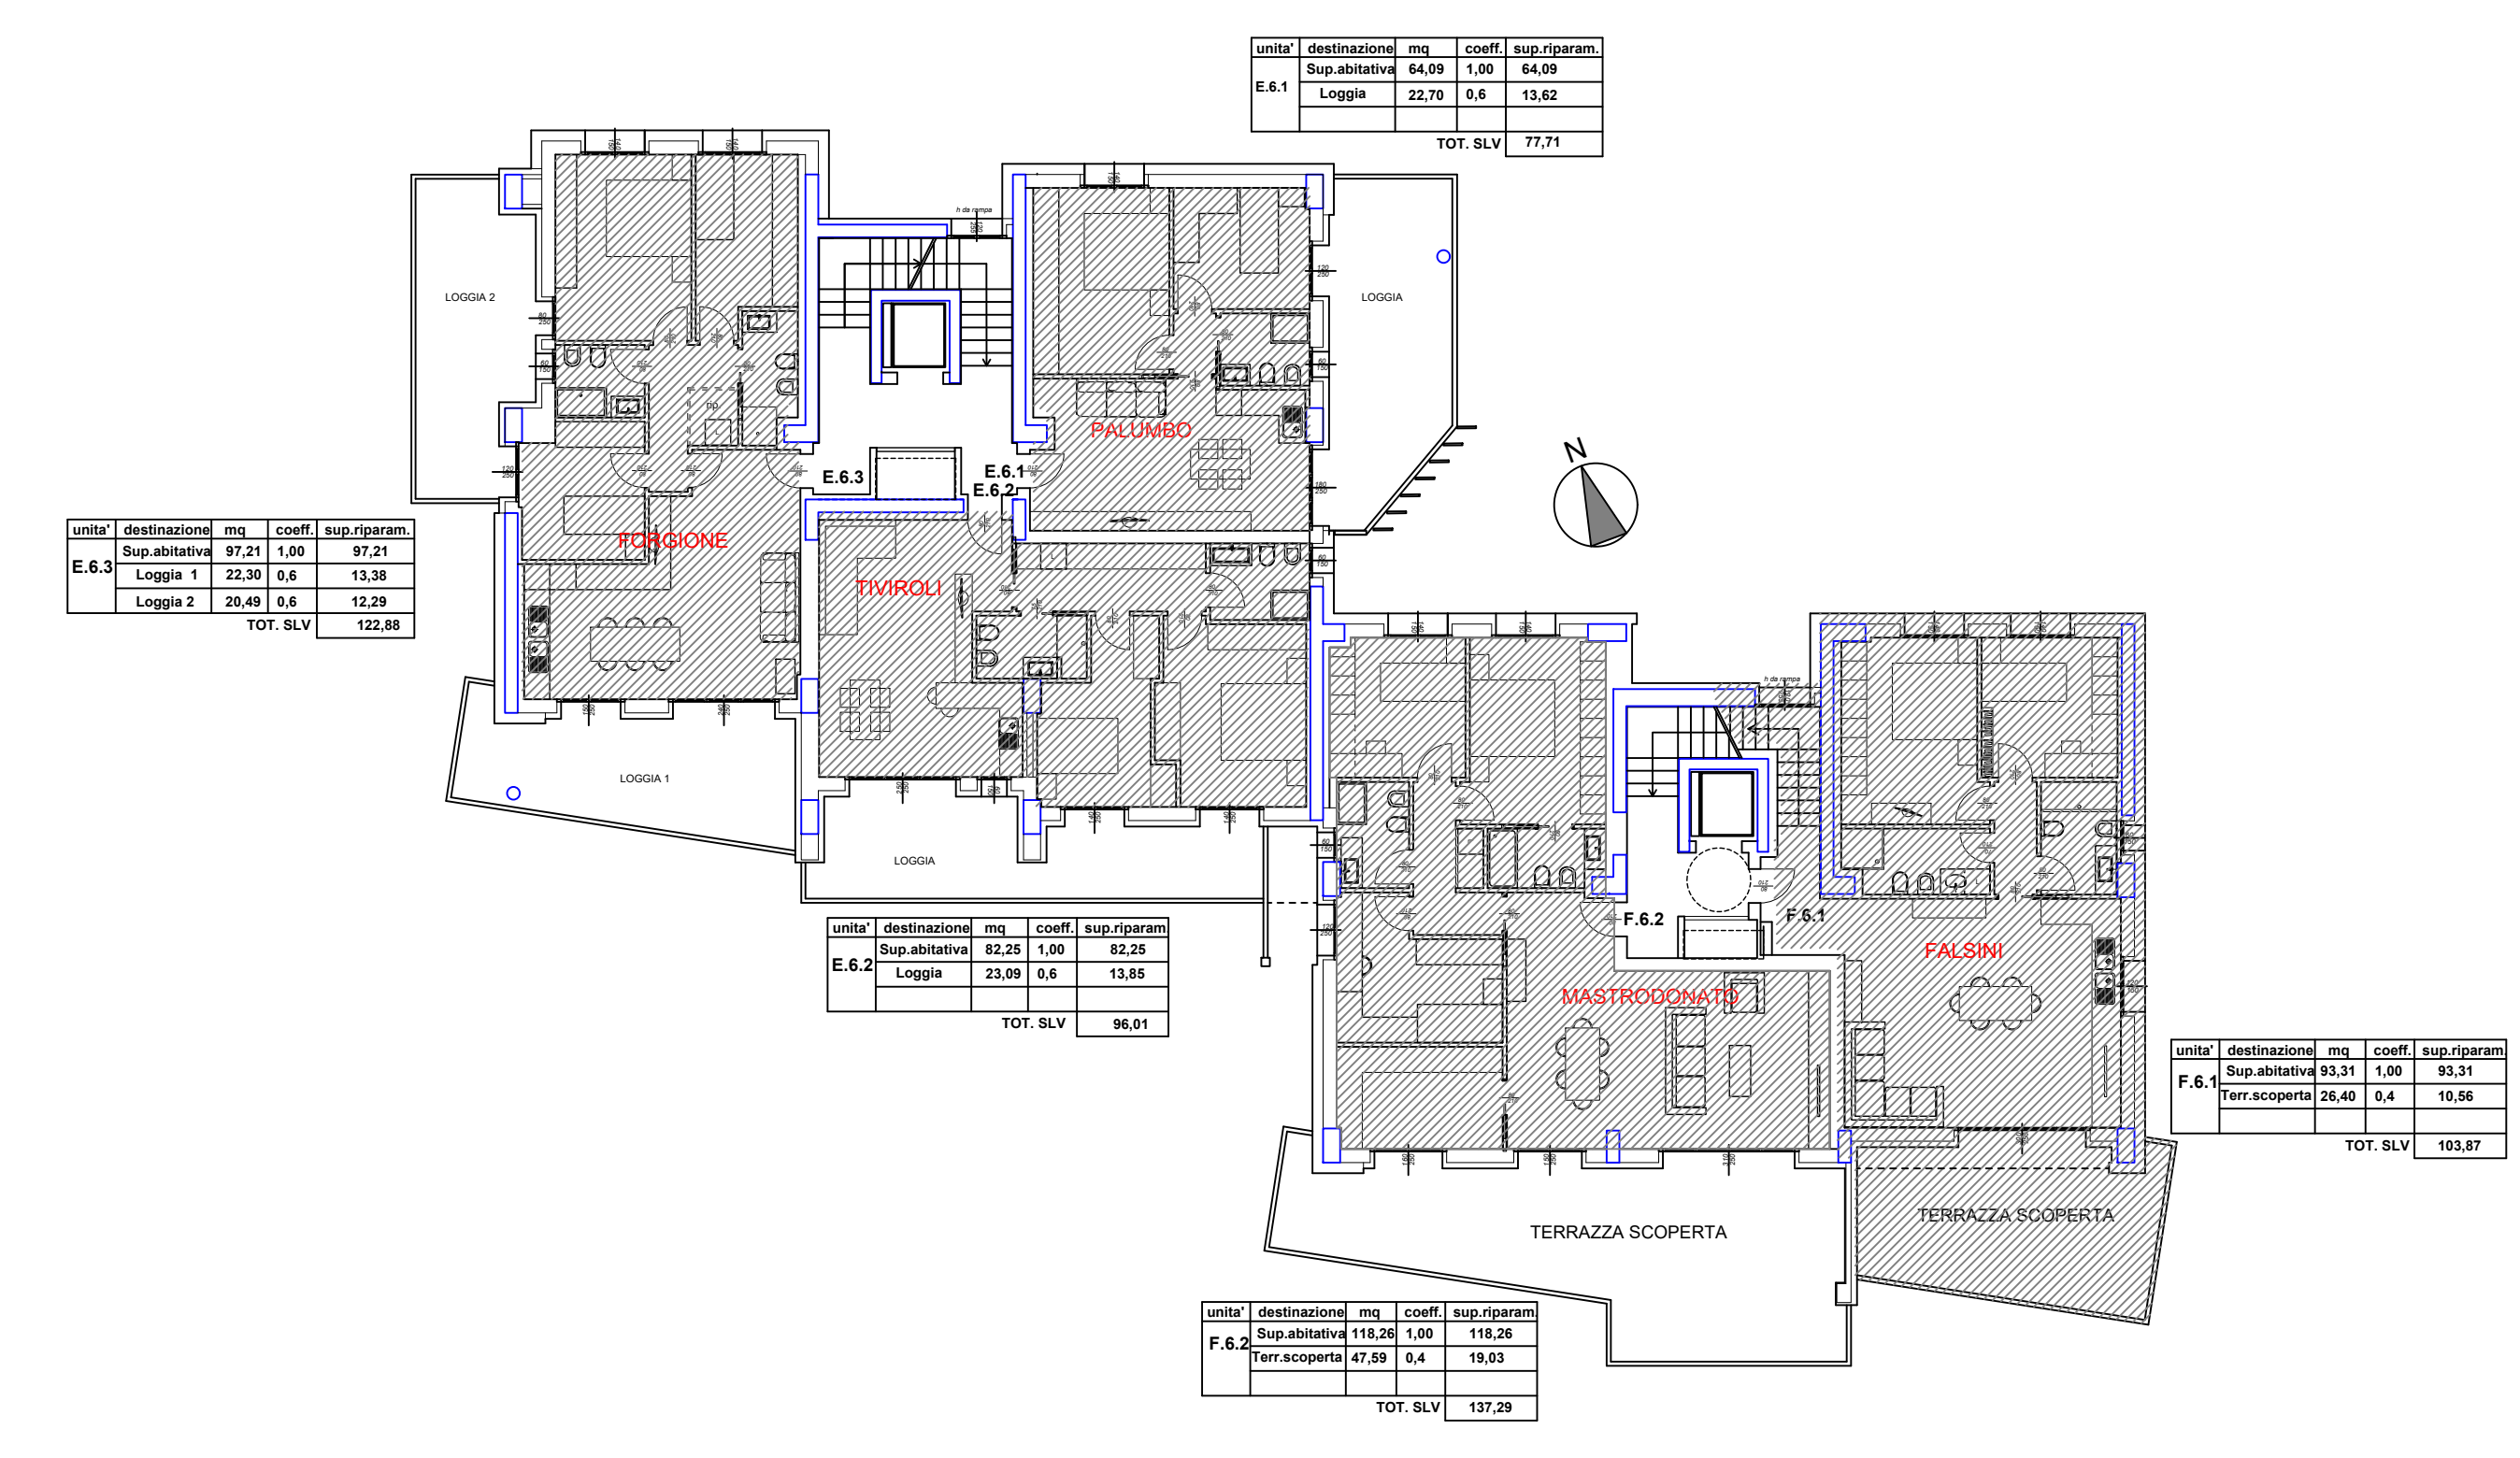 unita' destinazione mq coeff. sup.riparam.
E.6.1
Sup.abitativa 64,09 1,00 64,09
Loggia 22,70 0,6 13,62
TOT. SLV 77,71
h da rampa
LOGGIA 2
LOGGIA
rip
PALUMBO
N
E.6.3
E.6.1
E.6.2
unita' destinazione mq coeff. sup.riparam.
E.6.3
Sup.abitativa 97,21 1,00 97,21
Loggia 1 22,30 0,6 13,38
Loggia 2 20,49 0,6 12,29
TOT. SLV 122,88
FORGIONE
TIVIROLI
h da rampa
LOGGIA 1
LOGGIA
F.6.2
F.6.1
FALSINI
MASTRODONATO
unita' destinazione mq coeff. sup.riparam
E.6.2
Sup.abitativa 82,25 1,00 82,25
Loggia 23,09 0,6 13,85
TOT. SLV 96,01
unita' destinazione mq coeff. sup.riparam.
F.6.1
Sup.abitativa 93,31 1,00 93,31
Terr.scoperta 26,40 0,4 10,56
TOT. SLV 103,87
TERRAZZA SCOPERTA
TERRAZZA SCOPERTA
unita' destinazione mq coeff. sup.riparam.
F.6.2
Sup.abitativa 118,26 1,00 118,26
Terr.scoperta 47,59 0,4 19,03
TOT. SLV 137,29